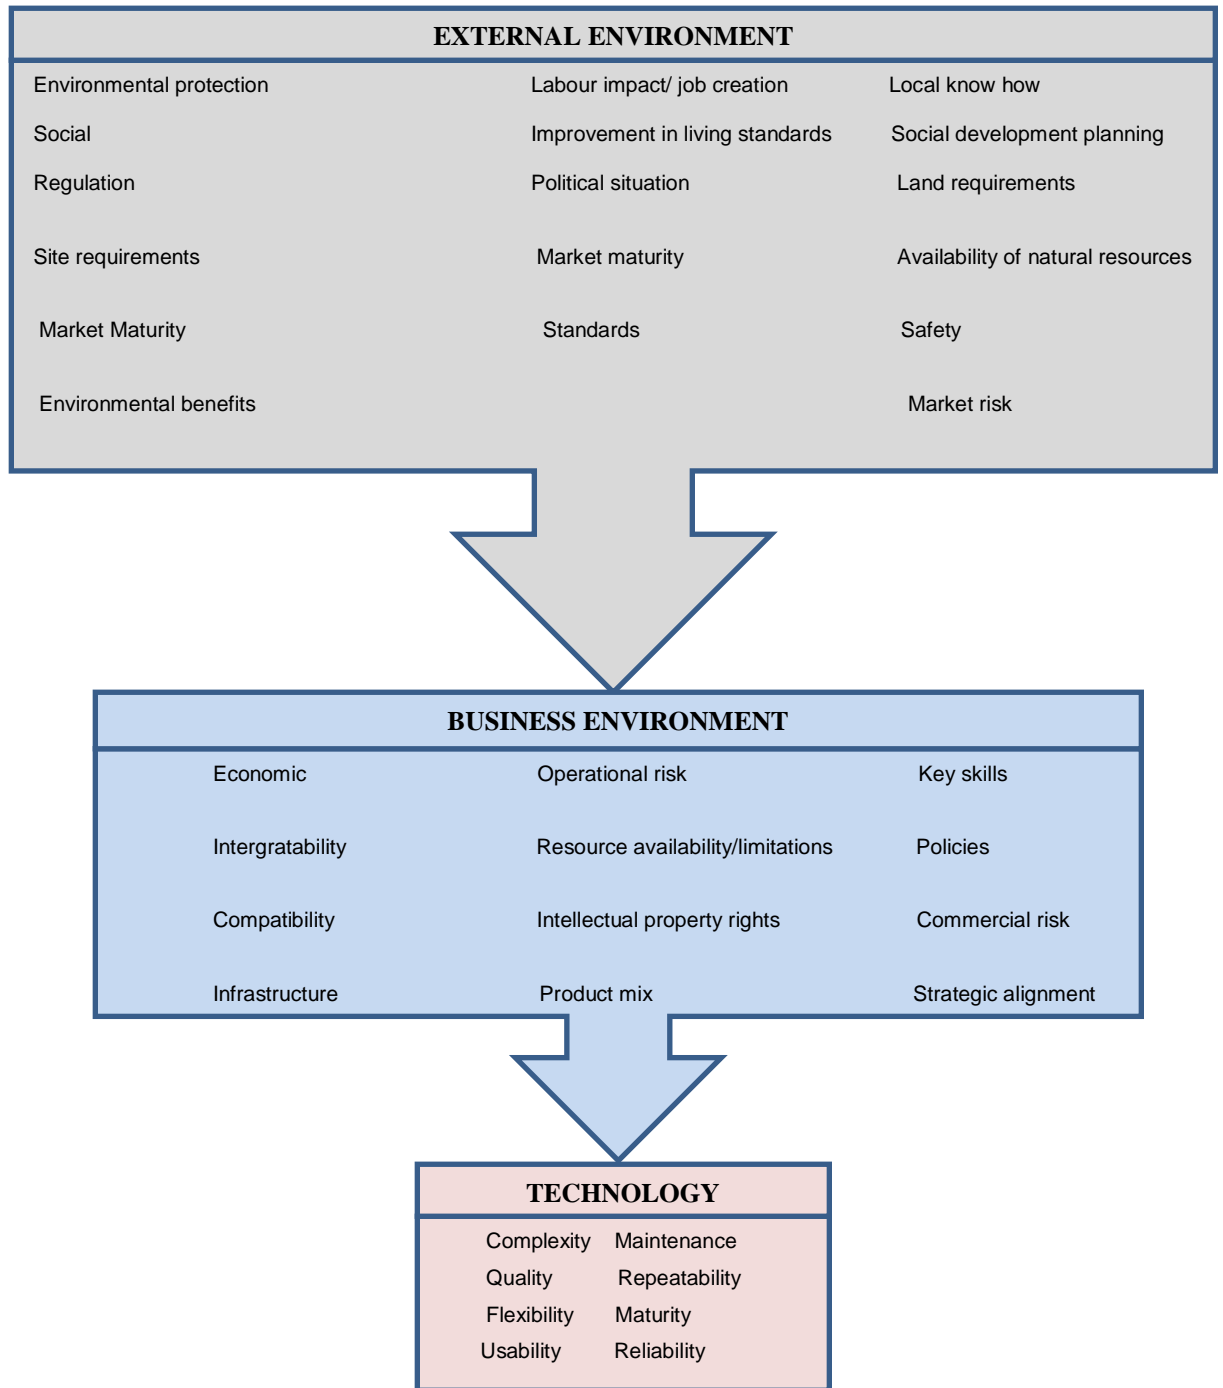 EXTERNAL ENVIRONMENT
Environmental protection Labour impact/ job creation Local know how
Social Improvement in living standards Social development planning
Regulation Political situation Land requirements
Site requirements Market maturity Availability of natural resources
Market Maturity Standards Safety
Environmental benefits Market risk
BUSINESS ENVIRONMENT
Economic Operational risk Key skills
Intergratability Resource availability/limitations Policies
Compatibility Intellectual property rights Commercial risk
Infrastructure Product mix Strategic alignment
TECHNOLOGY
Complexity Maintenance
Quality Repeatability
Flexibility Maturity
Usability Reliability